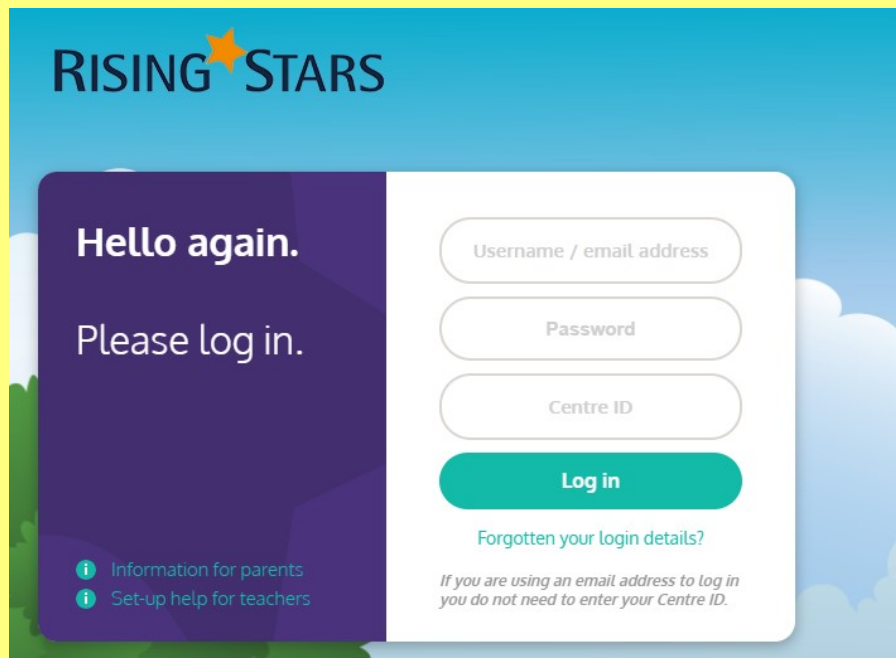 RISING STARS
Hello again.
Please log in.
Information for parents
Set-up help for teachers
Username / email address
Password
Centre ID
Log in
Forgotten your login details?
If you are using an email address to log in
you do not need to enter your Centre ID.